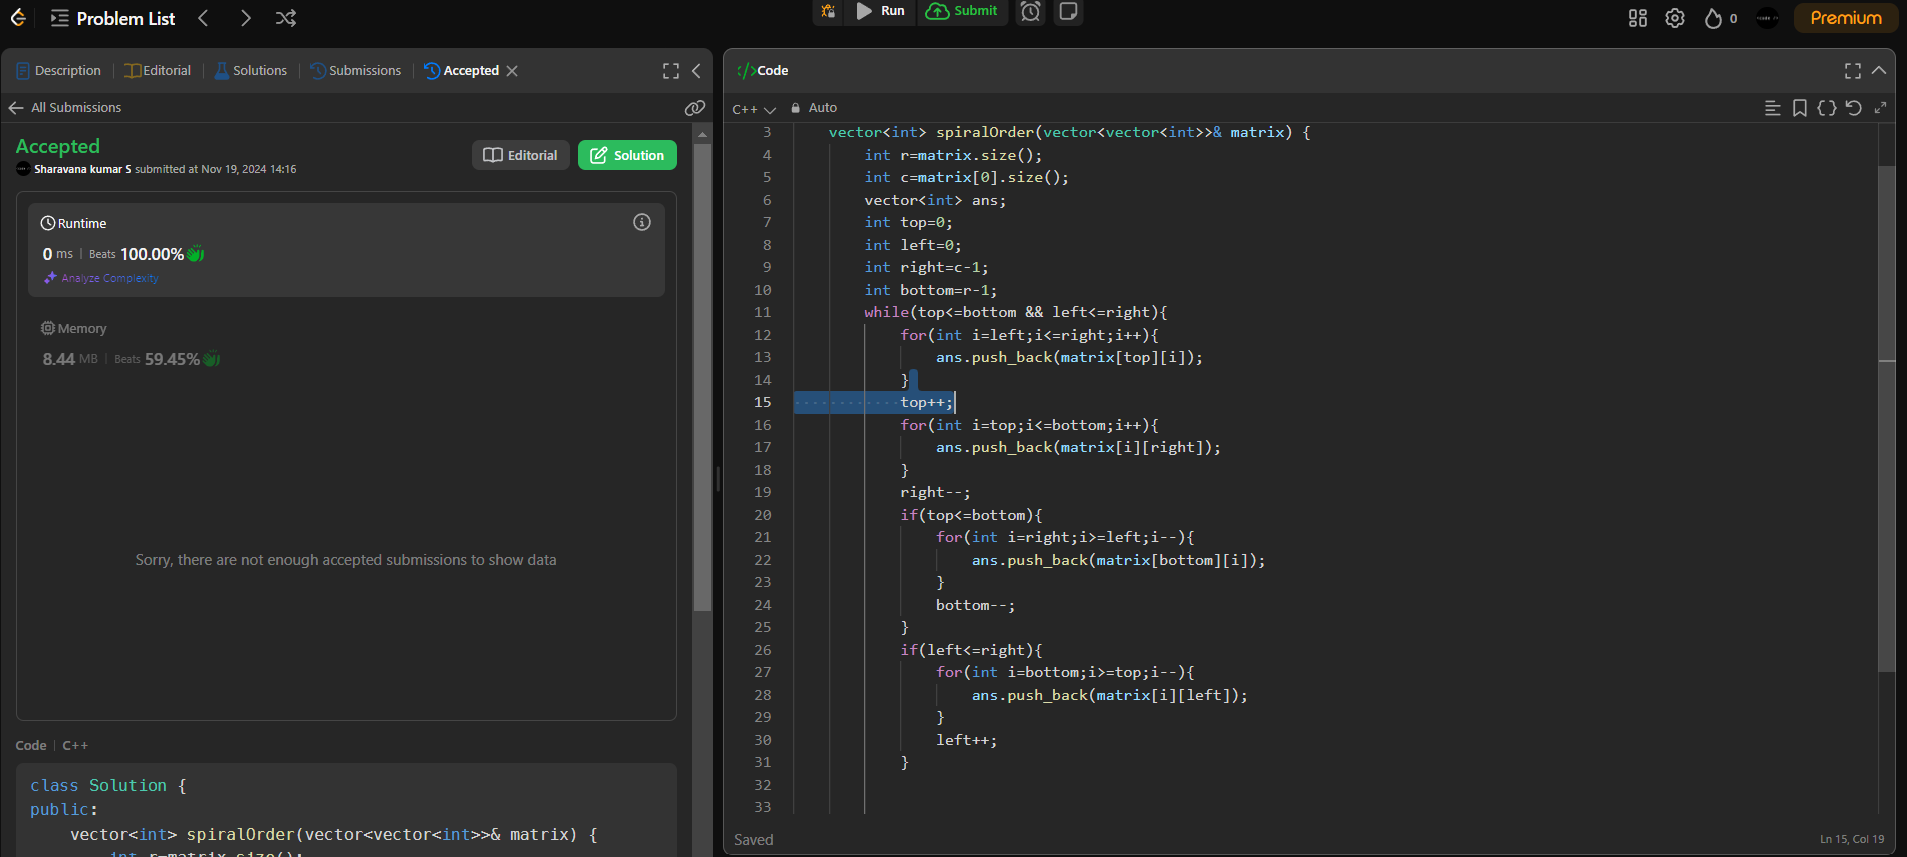 Problem List
Run
Submit
0
Premium
Description
Editorial
Solutions
Submissions
Accepted
All Submissions
Accepted
Sharavana kumar S submitted at Nov 19, 2024 14:16
Editorial
Solution
Runtime
0 ms | Beats 100.00%
Analyze Complexity
Memory
8.44 MB | Beats 59.45%
Sorry, there are not enough accepted submissions to show data
Code | C++
class Solution {
public:
vector<int> spiralOrder(vector<vector<int>>& matrix) {
int r=matrix.size();
</>Code
C++
Auto
3 vector<int> spiralOrder(vector<vector<int>>& matrix) {
4 int r=matrix.size();
5 int c=matrix[0].size();
6 vector<int> ans;
7 int top=0;
8 int left=0;
9 int right=c-1;
10 int bottom=r-1;
11 while(top<=bottom && left<=right){
12 for(int i=left;i<=right;i++){
13 ans.push_back(matrix[top][i]);
14 }
15 top++;
16 for(int i=top;i<=bottom;i++){
17 ans.push_back(matrix[i][right]);
18 }
19 right--;
20 if(top<=bottom){
21 for(int i=right;i>=left;i--){
22 ans.push_back(matrix[bottom][i]);
23 }
24 bottom--;
25 }
26 if(left<=right){
27 for(int i=bottom;i>=top;i--){
28 ans.push_back(matrix[i][left]);
29 }
30 left++;
31 }
32
33
Saved
Ln 15, Col 19